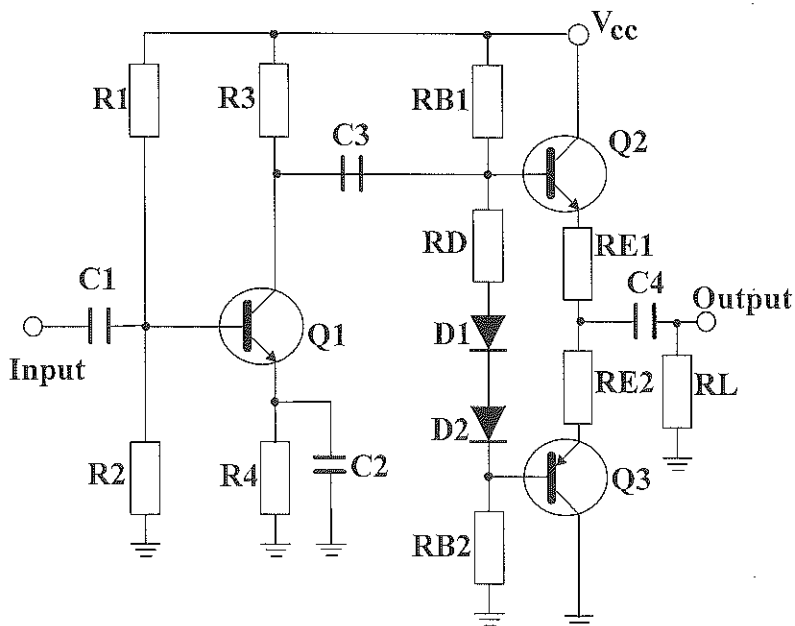 Vcc
R1
R3
RB1
C3
Q2
RD
RE1
C1
C4
Output
Q1
D1
Input
RE2
RL
D2
R2
R4
C2
Q3
RB2